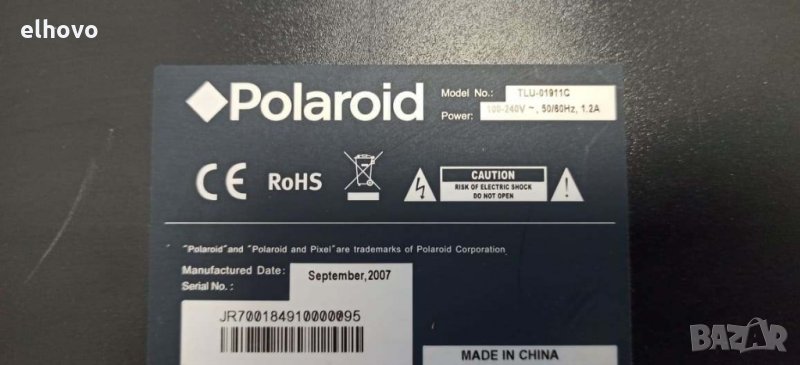 elhovo
Polaroid
Model No.: TLU-01911C
Power: 100-240V ~, 50/60Hz, 1.2A
CE RoHS
CAUTION
RISK OF ELECTRIC SHOCK
DO NOT OPEN
"Polaroid" and "Polaroid and Pixel" are trademarks of Polaroid Corporation
Manufactured Date: September, 2007
Serial No. :
JR700184910000095
MADE IN CHINA
BAZAR